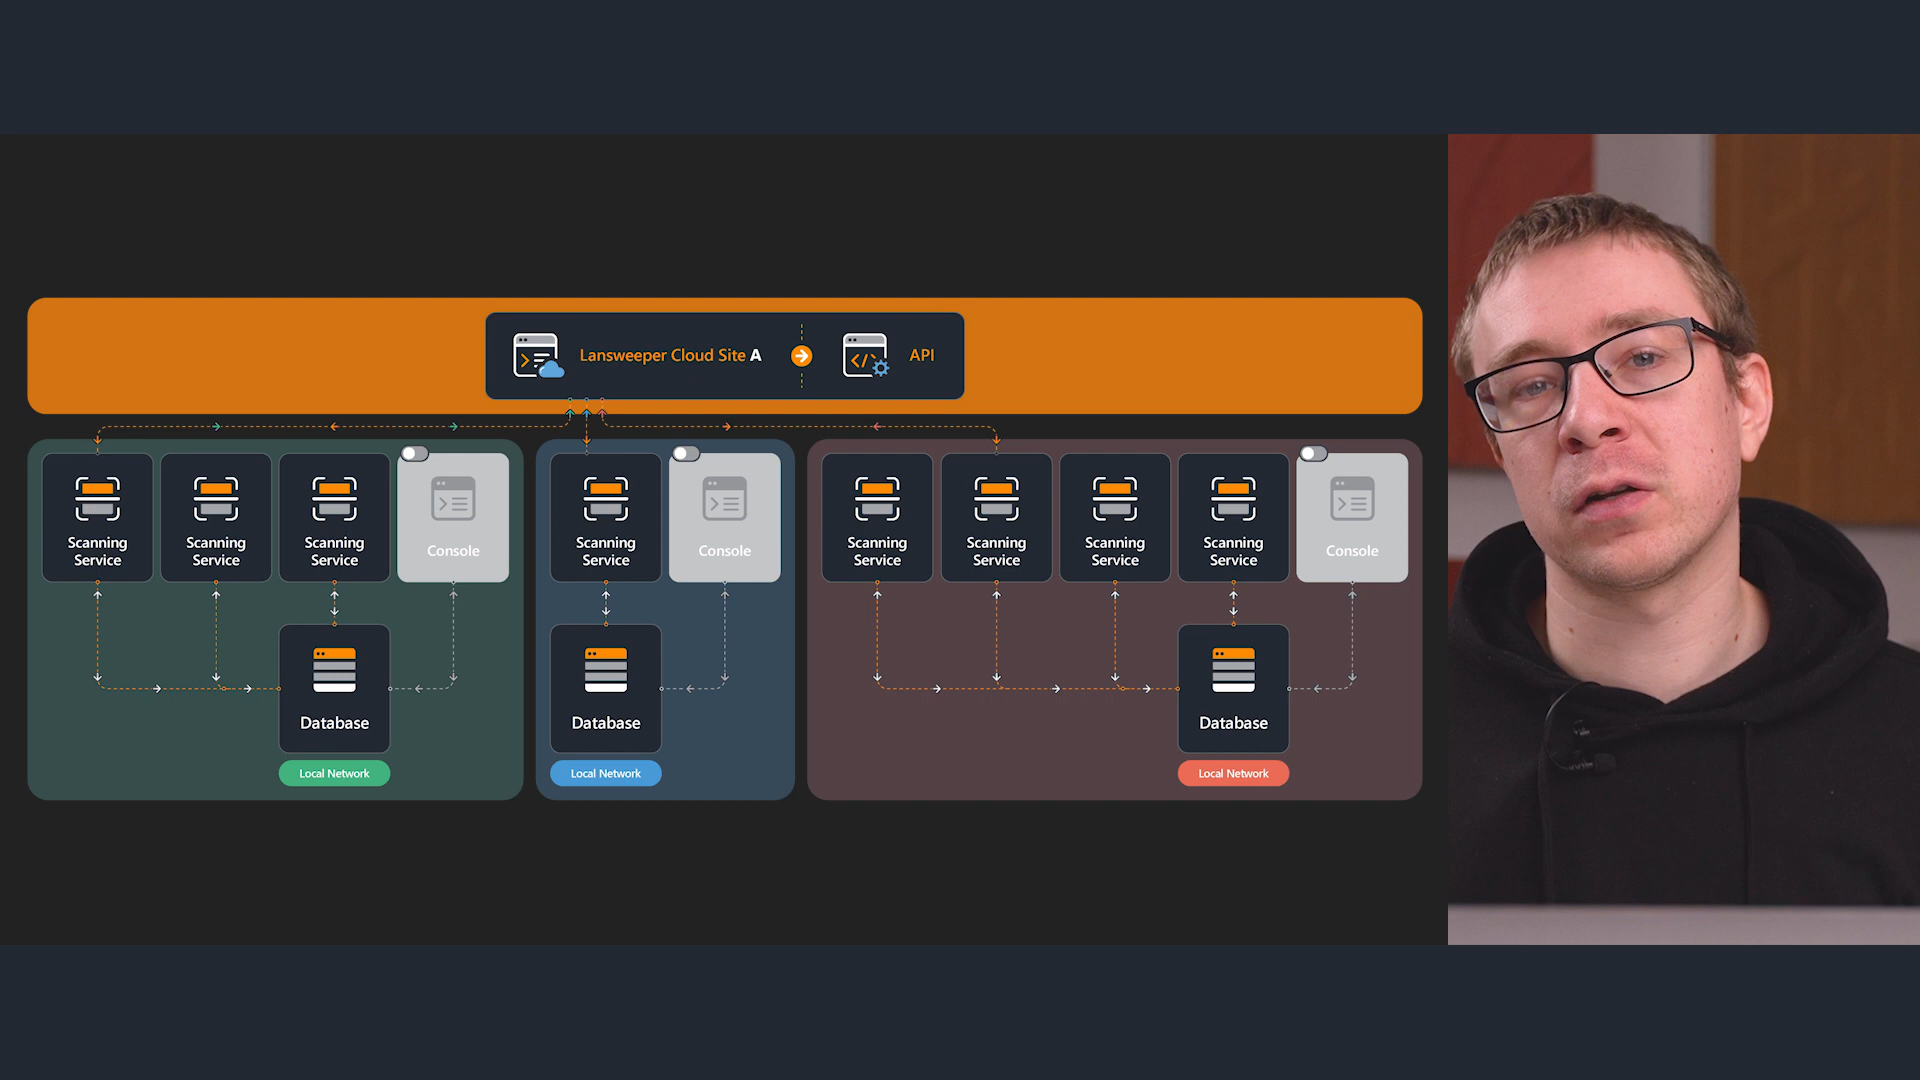 Lansweeper Cloud Site A
API
Scanning
Service
Scanning
Service
Scanning
Service
Console
Scanning
Service
Console
Scanning
Service
Scanning
Service
Scanning
Service
Scanning
Service
Console
Database
Database
Database
Local Network
Local Network
Local Network